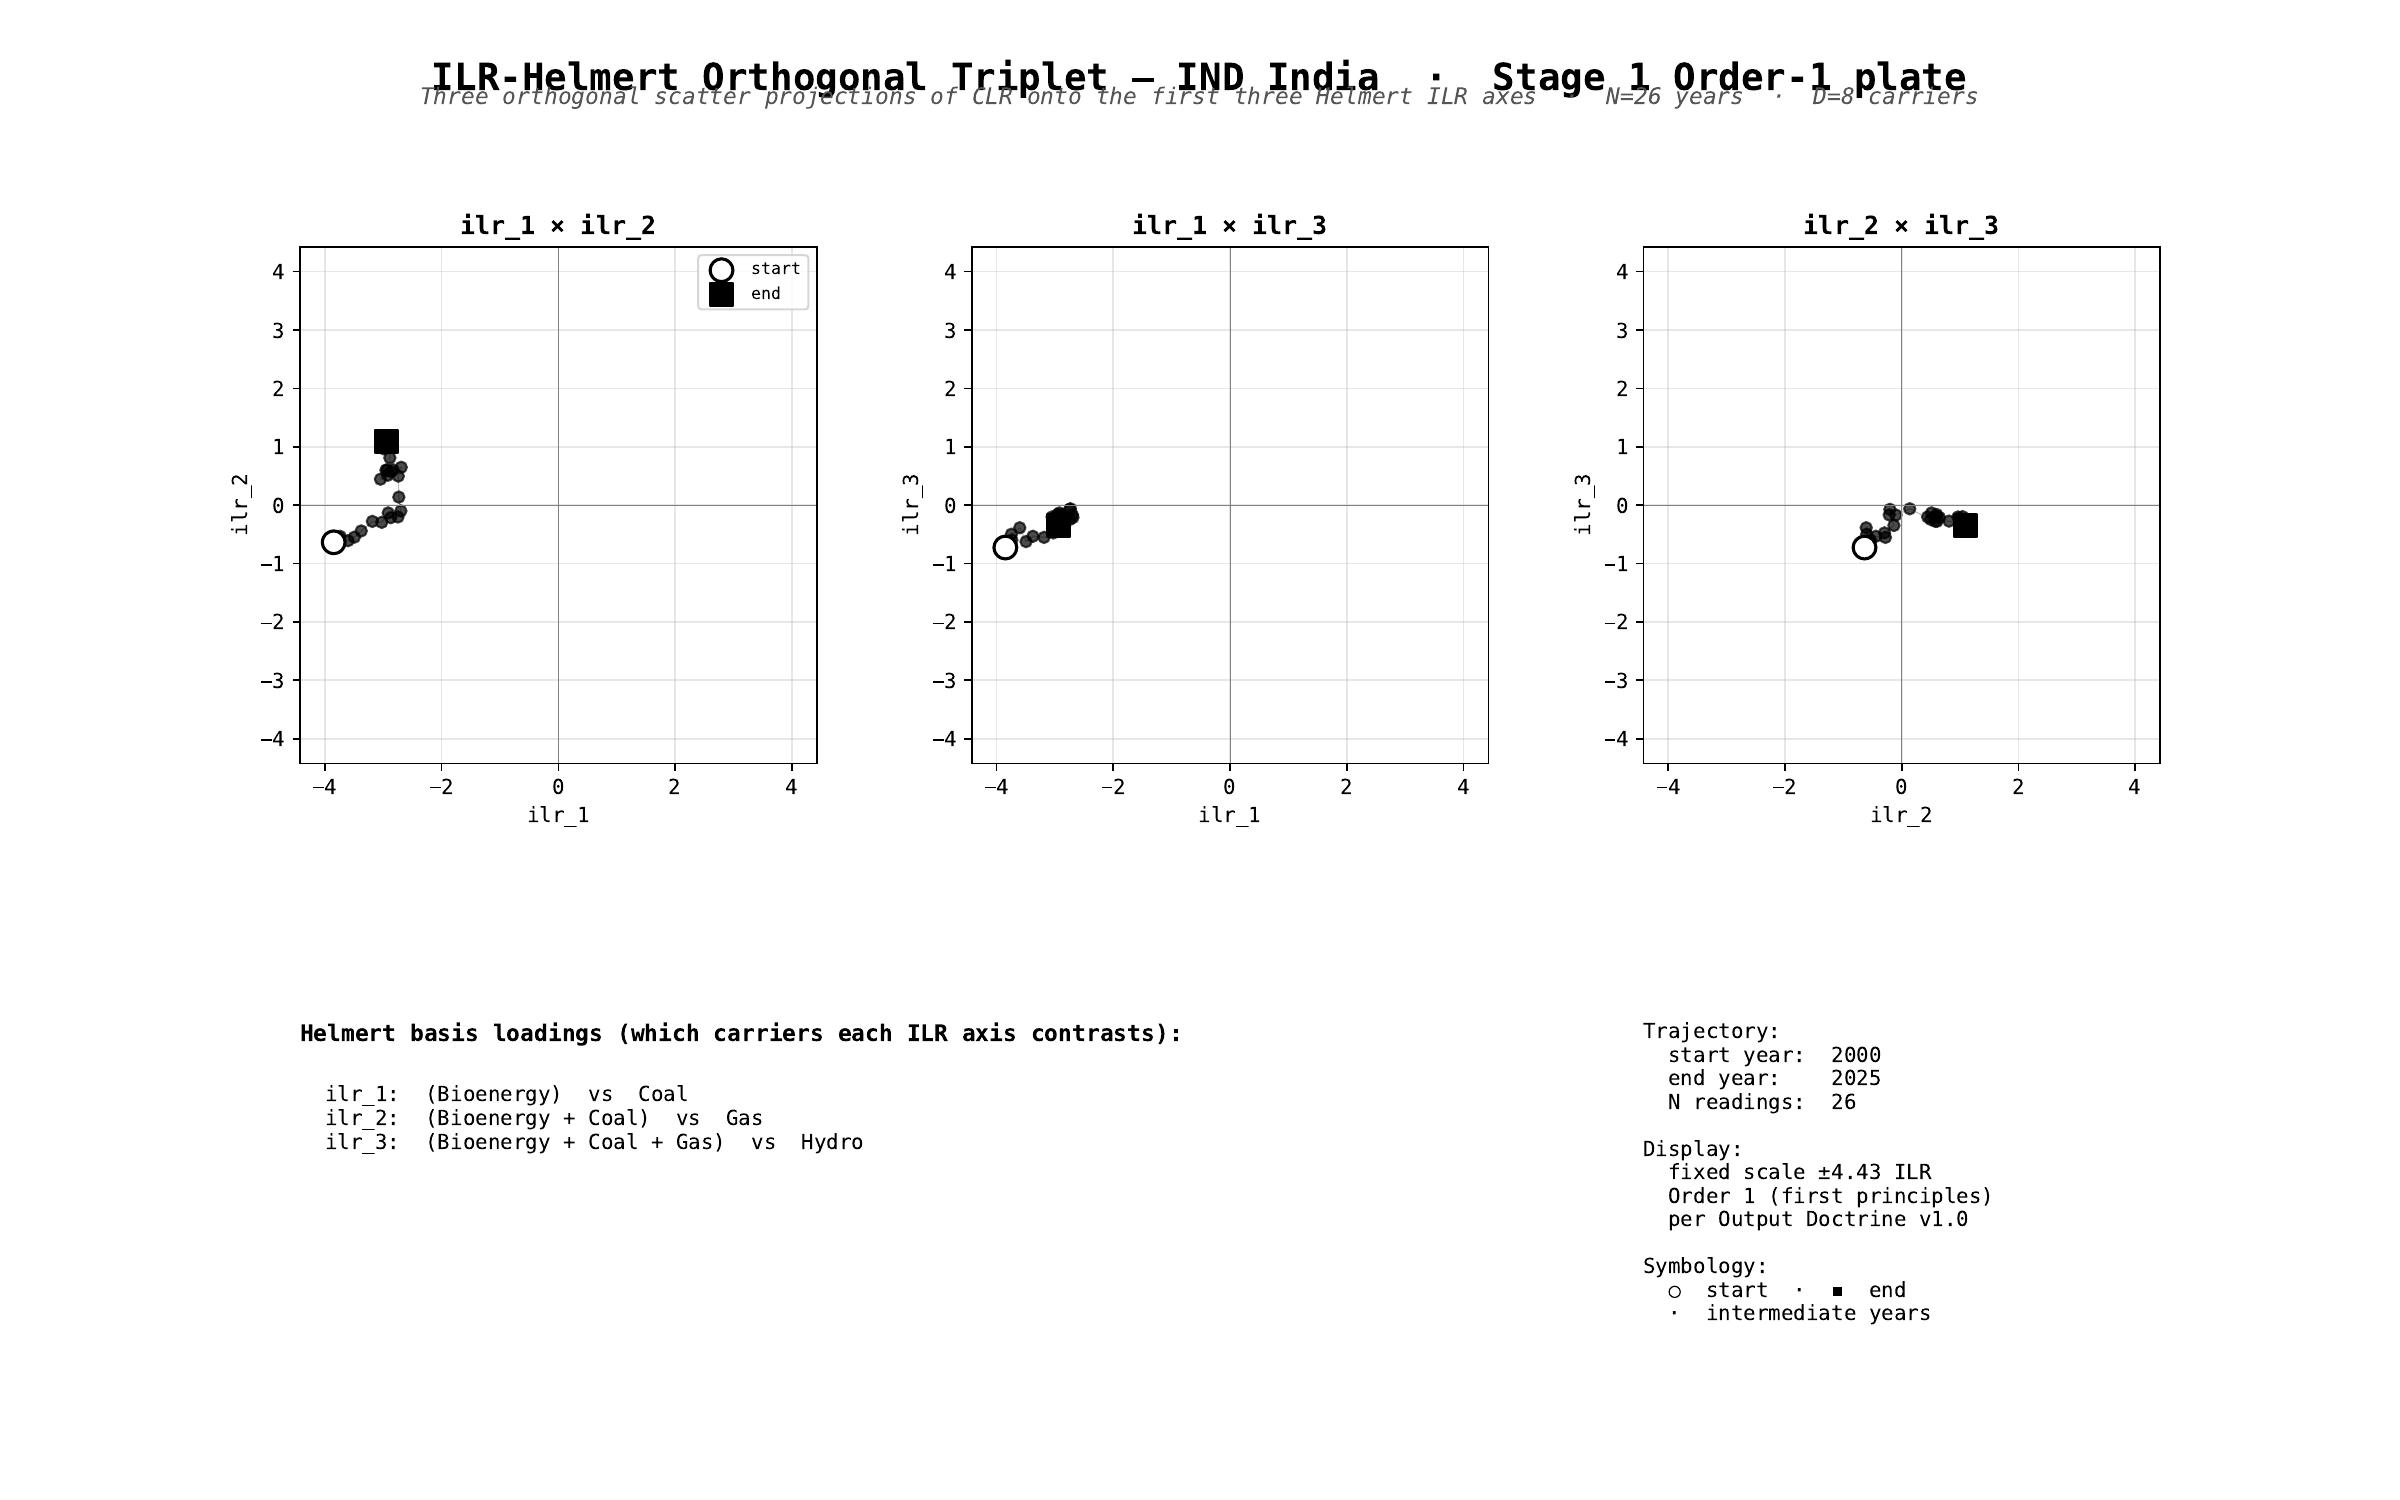 ILR-Helmert Orthogonal Triplet — IND India · Stage 1 Order-1 plate
Three orthogonal scatter projections of CLR onto the first three Helmert ILR axes · N=26 years · D=8 carriers
ilr_1 × ilr_2
4
3
2
1
0
−1
−2
−3
−4
ilr_2
start
end
−4 −2 0 2 4
ilr_1
ilr_1 × ilr_3
4
3
2
1
0
−1
−2
−3
−4
ilr_3
−4 −2 0 2 4
ilr_1
ilr_2 × ilr_3
4
3
2
1
0
−1
−2
−3
−4
ilr_3
−4 −2 0 2 4
ilr_2
Helmert basis loadings (which carriers each ILR axis contrasts):
ilr_1: (Bioenergy) vs Coal
ilr_2: (Bioenergy + Coal) vs Gas
ilr_3: (Bioenergy + Coal + Gas) vs Hydro
Trajectory:
start year: 2000
end year: 2025
N readings: 26
Display:
fixed scale ±4.43 ILR
Order 1 (first principles)
per Output Doctrine v1.0
Symbology:
○ start · ■ end
· intermediate years